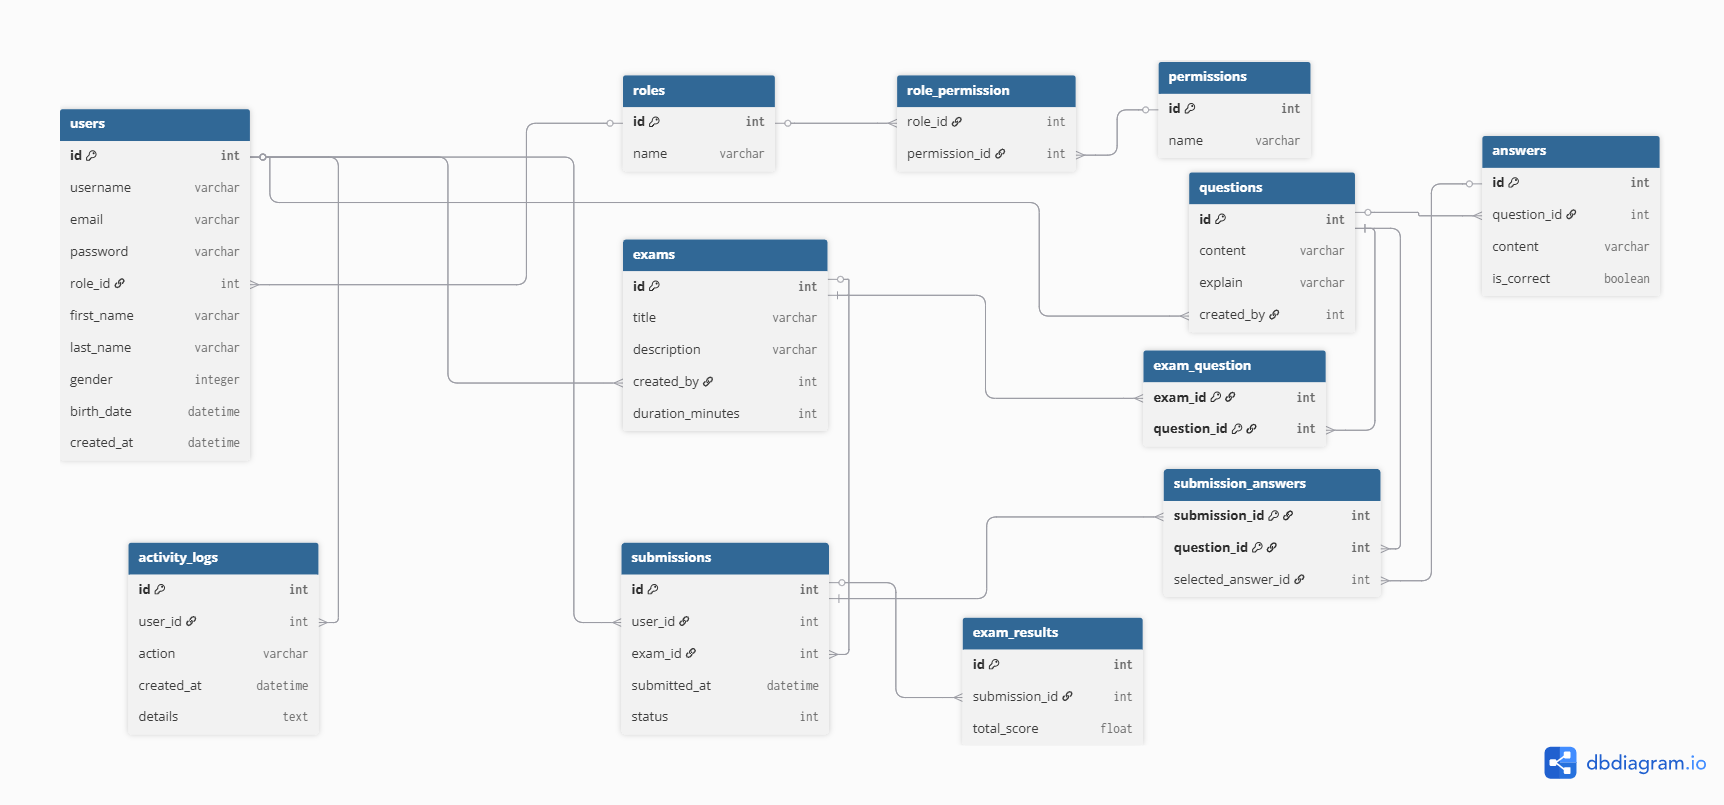 users
id int
username varchar
email varchar
password varchar
role_id int
first_name varchar
last_name varchar
gender integer
birth_date datetime
created_at datetime
roles
id int
name varchar
role_permission
role_id int
permission_id int
permissions
id int
name varchar
answers
id int
question_id int
content varchar
is_correct boolean
questions
id int
content varchar
explain varchar
created_by int
exams
id int
title varchar
description varchar
created_by int
duration_minutes int
exam_question
exam_id int
question_id int
submission_answers
submission_id int
question_id int
selected_answer_id int
activity_logs
id int
user_id int
action varchar
created_at datetime
details text
submissions
id int
user_id int
exam_id int
submitted_at datetime
status int
exam_results
id int
submission_id int
total_score float
dbdiagram.io